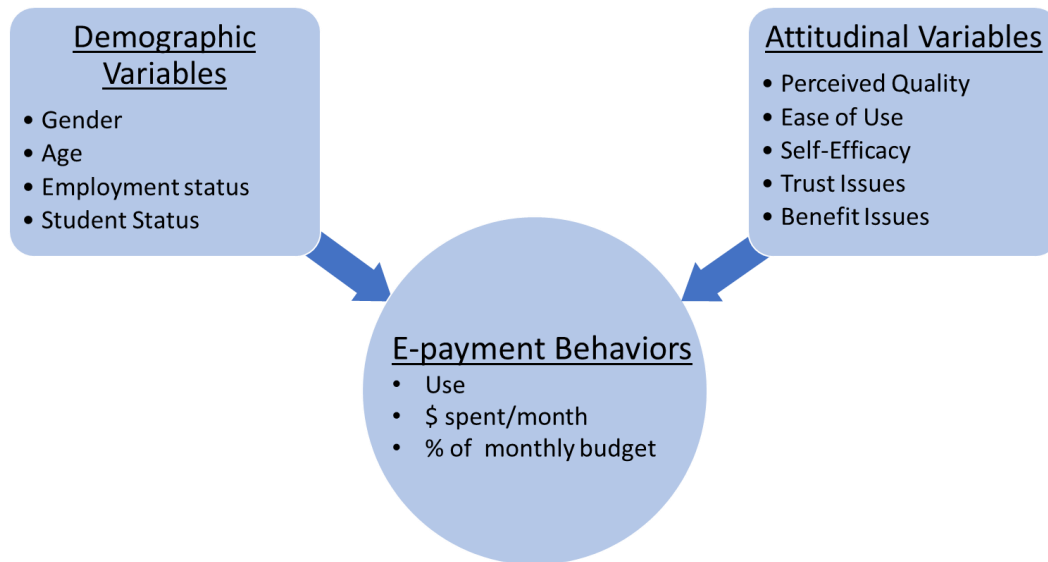 Demographic
Variables
• Gender
• Age
• Employment status
• Student Status
Attitudinal Variables
• Perceived Quality
• Ease of Use
• Self-Efficacy
• Trust Issues
• Benefit Issues
E-payment Behaviors
• Use
• $ spent/month
• % of monthly budget